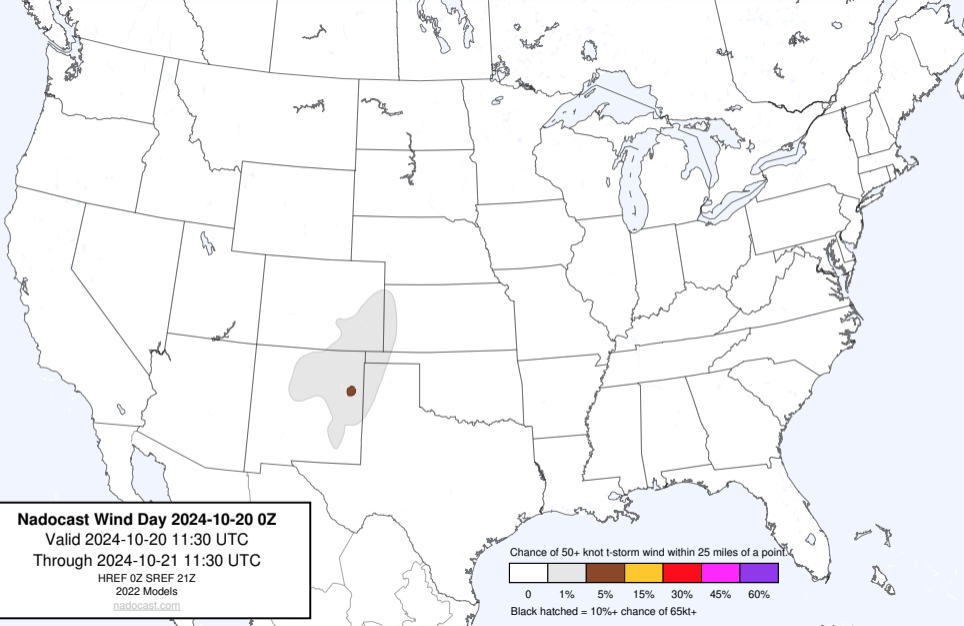 Nadocast Wind Day 2024-10-20 0Z
Valid 2024-10-20 11:30 UTC
Through 2024-10-21 11:30 UTC
HREF 0Z SREF 21Z
2022 Models
nadocast.com
Chance of 50+ knot t-storm wind within 25 miles of a point.
0 1% 5% 15% 30% 45% 60%
Black hatched = 10%+ chance of 65kt+